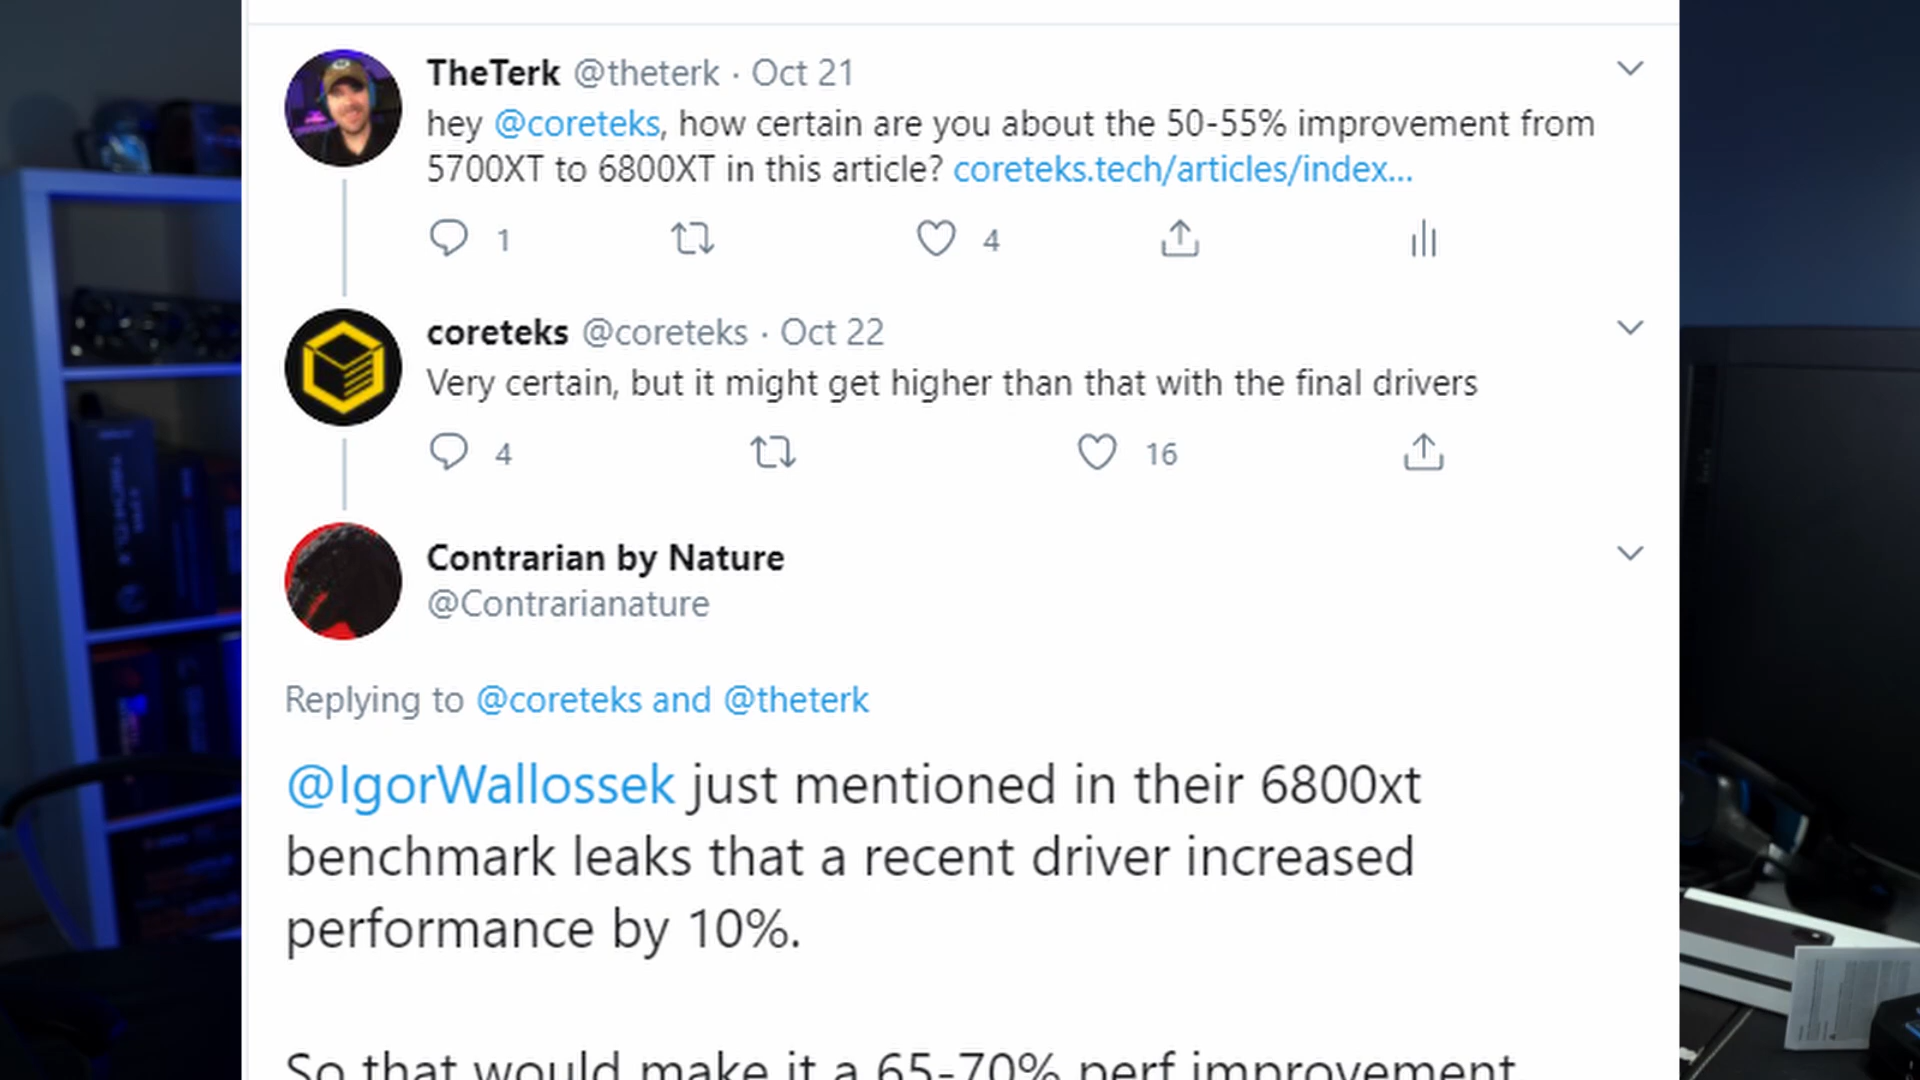 TheTerk @theterk · Oct 21
hey @coreteks, how certain are you about the 50-55% improvement from
5700XT to 6800XT in this article? coreteks.tech/articles/index...
1
4
coreteks @coreteks · Oct 22
Very certain, but it might get higher than that with the final drivers
4
16
Contrarian by Nature
@Contrarianature
Replying to @coreteks and @theterk
@IgorWallossek just mentioned in their 6800xt
benchmark leaks that a recent driver increased
performance by 10%.
So that would make it a 65-70% perf improvement